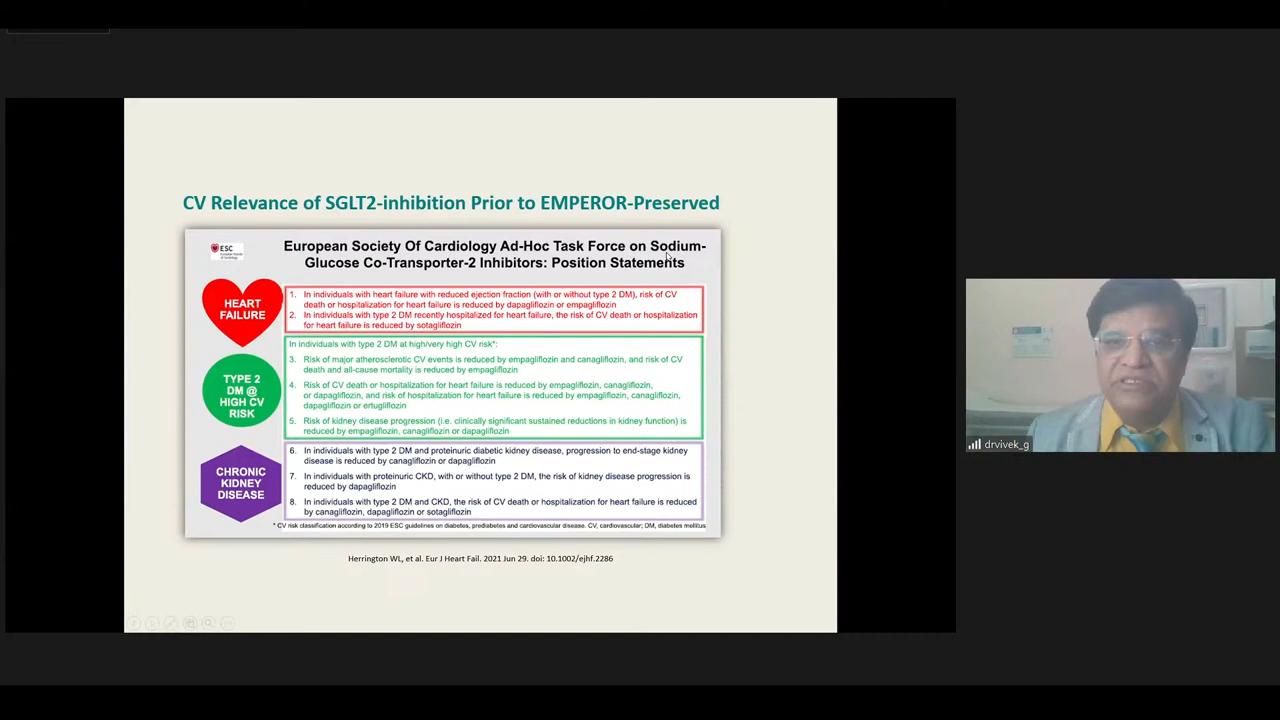 CV Relevance of SGLT2-inhibition Prior to EMPEROR-Preserved
ESC
European Society Of Cardiology Ad-Hoc Task Force on Sodium-
Glucose Co-Transporter-2 Inhibitors: Position Statements
HEART
FAILURE
1. In individuals with heart failure with reduced ejection fraction (with or without type 2 DM), risk of CV
death or hospitalization for heart failure is reduced by dapagliflozin or empagliflozin
2. In individuals with type 2 DM recently hospitalized for heart failure, the risk of CV death or hospitalization
for heart failure is reduced by sotagliflozin
TYPE 2
DM @
HIGH CV
RISK
In individuals with type 2 DM at high/very high CV risk*:
3. Risk of major atherosclerotic CV events is reduced by empagliflozin and canagliflozin, and risk of CV
death and all-cause mortality is reduced by empagliflozin
4. Risk of CV death or hospitalization for heart failure is reduced by empagliflozin, canagliflozin,
or dapagliflozin, and risk of hospitalization for heart failure is reduced by empagliflozin, canagliflozin,
dapagliflozin or ertugliflozin
5. Risk of kidney disease progression (i.e. clinically significant sustained reductions in kidney function) is
reduced by empagliflozin, canagliflozin or dapagliflozin
CHRONIC
KIDNEY
DISEASE
6. In individuals with type 2 DM and proteinuric diabetic kidney disease, progression to end-stage kidney
disease is reduced by canagliflozin or dapagliflozin
7. In individuals with proteinuric CKD, with or without type 2 DM, the risk of kidney disease progression is
reduced by dapagliflozin
8. In individuals with type 2 DM and CKD, the risk of CV death or hospitalization for heart failure is reduced
by canagliflozin, dapagliflozin or sotagliflozin
* CV risk classification according to 2019 ESC guidelines on diabetes, prediabetes and cardiovascular disease. CV, cardiovascular; DM, diabetes mellitus
Herrington WL, et al. Eur J Heart Fail. 2021 Jun 29. doi: 10.1002/ejhf.2286
drvivek_g